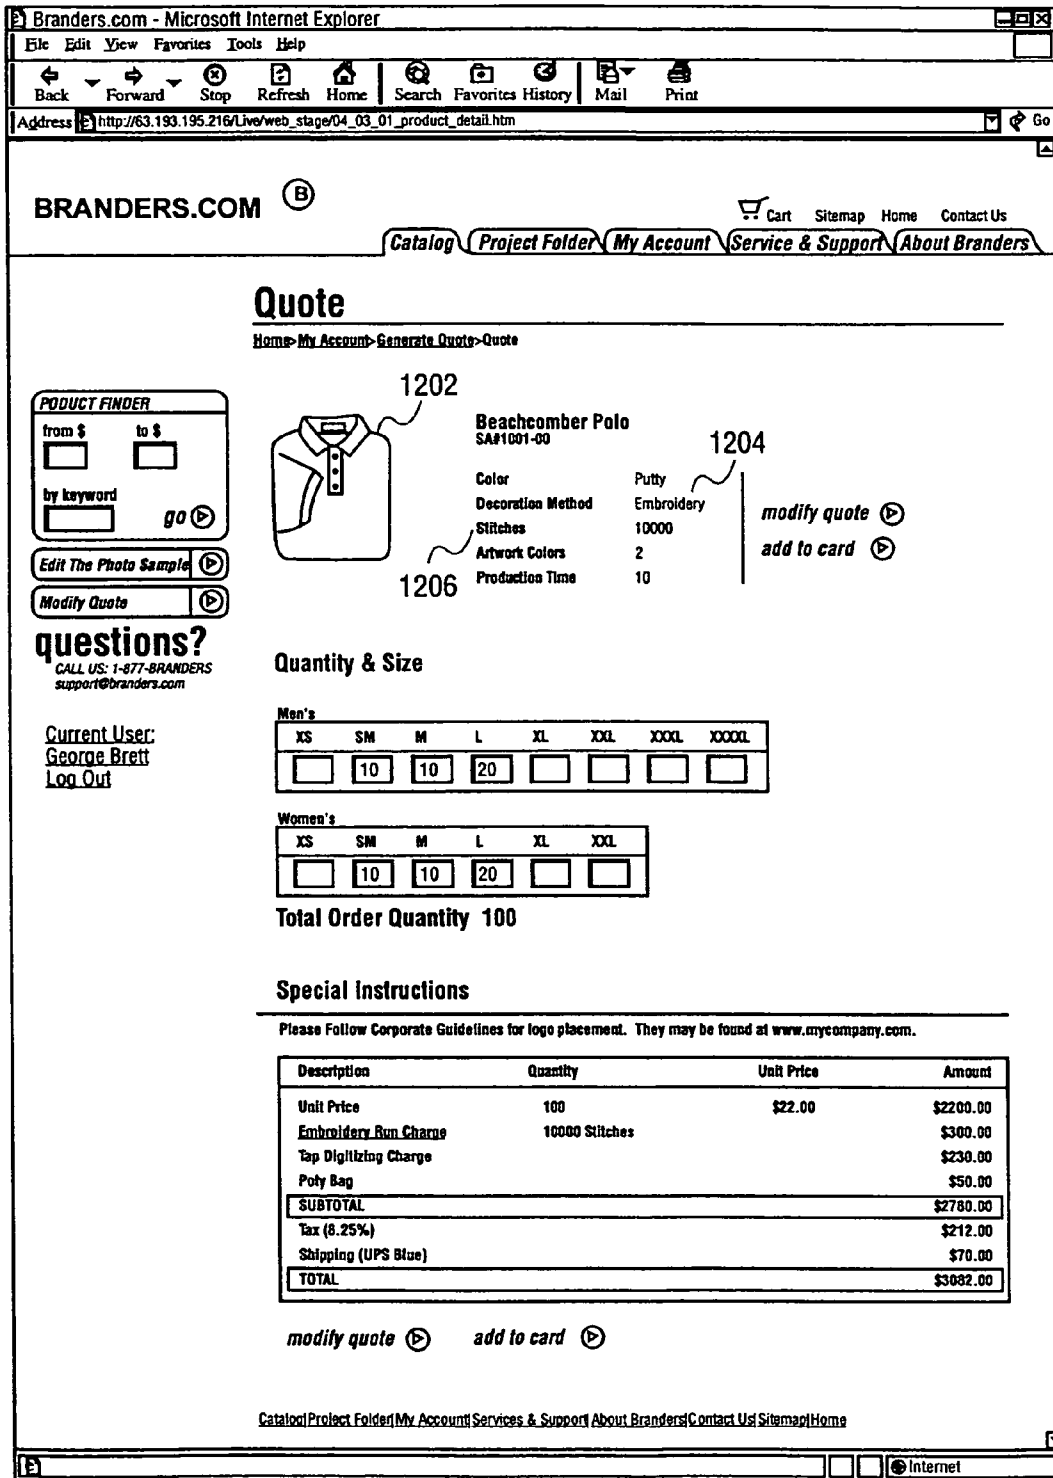 Branders.com - Microsoft Internet Explorer
File Edit View Favorites Tools Help
Back Forward Stop Refresh Home Search Favorites History Mail Print
Address http://63.193.195.216/Live/web_stage/04_03_01_product_detail.htm Go
BRANDERS.COM B
Cart Sitemap Home Contact Us
Catalog Project Folder My Account Service & Support About Branders
Quote
Home>My Account>Generate Quote>Quote
PODUCT FINDER
from $ to $
by keyword
go
Edit The Photo Sample
Modify Quote
questions?
CALL US: 1-877-BRANDERS
support@branders.com
Current User:
George Brett
Log Out
1202
Beachcomber Polo
SA#1001-00
1204
Color Putty
Decoration Method Embroidery
Stitches 10000
Artwork Colors 2
Production Time 10
1206
modify quote
add to card
Quantity & Size
Men's
XS SM M L XL XXL XXXL XXXXL
10 10 20
Women's
XS SM M L XL XXL
10 10 20
Total Order Quantity 100
Special Instructions
Please Follow Corporate Guidelines for logo placement. They may be found at www.mycompany.com.
Description Quantity Unit Price Amount
Unit Price 100 $22.00 $2200.00
Embroidery Run Charge 10000 Stitches $300.00
Tap Digitizing Charge $230.00
Poly Bag $50.00
SUBTOTAL $2780.00
Tax (8.25%) $212.00
Shipping (UPS Blue) $70.00
TOTAL $3082.00
modify quote add to card
Catalog|Project Folder|My Account|Services & Support|About Branders|Contact Us|Sitemap|Home
Internet